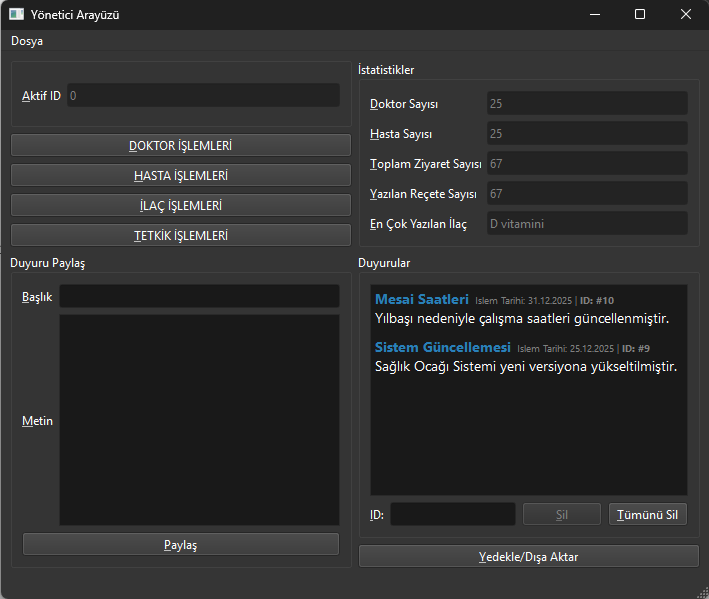 Yönetici Arayüzü
Dosya
Aktif ID 0
DOKTOR İŞLEMLERİ
HASTA İŞLEMLERİ
İLAÇ İŞLEMLERİ
TETKİK İŞLEMLERİ
İstatistikler
Doktor Sayısı 25
Hasta Sayısı 25
Toplam Ziyaret Sayısı 67
Yazılan Reçete Sayısı 67
En Çok Yazılan İlaç D vitamini
Duyuru Paylaş
Başlık
Metin
Paylaş
Duyurular
Mesai Saatleri Islem Tarihi: 31.12.2025 | ID: #10
Yılbaşı nedeniyle çalışma saatleri güncellenmiştir.
Sistem Güncellemesi Islem Tarihi: 25.12.2025 | ID: #9
Sağlık Ocağı Sistemi yeni versiyona yükseltilmiştir.
ID: Sil Tümünü Sil
Yedekle/Dışa Aktar